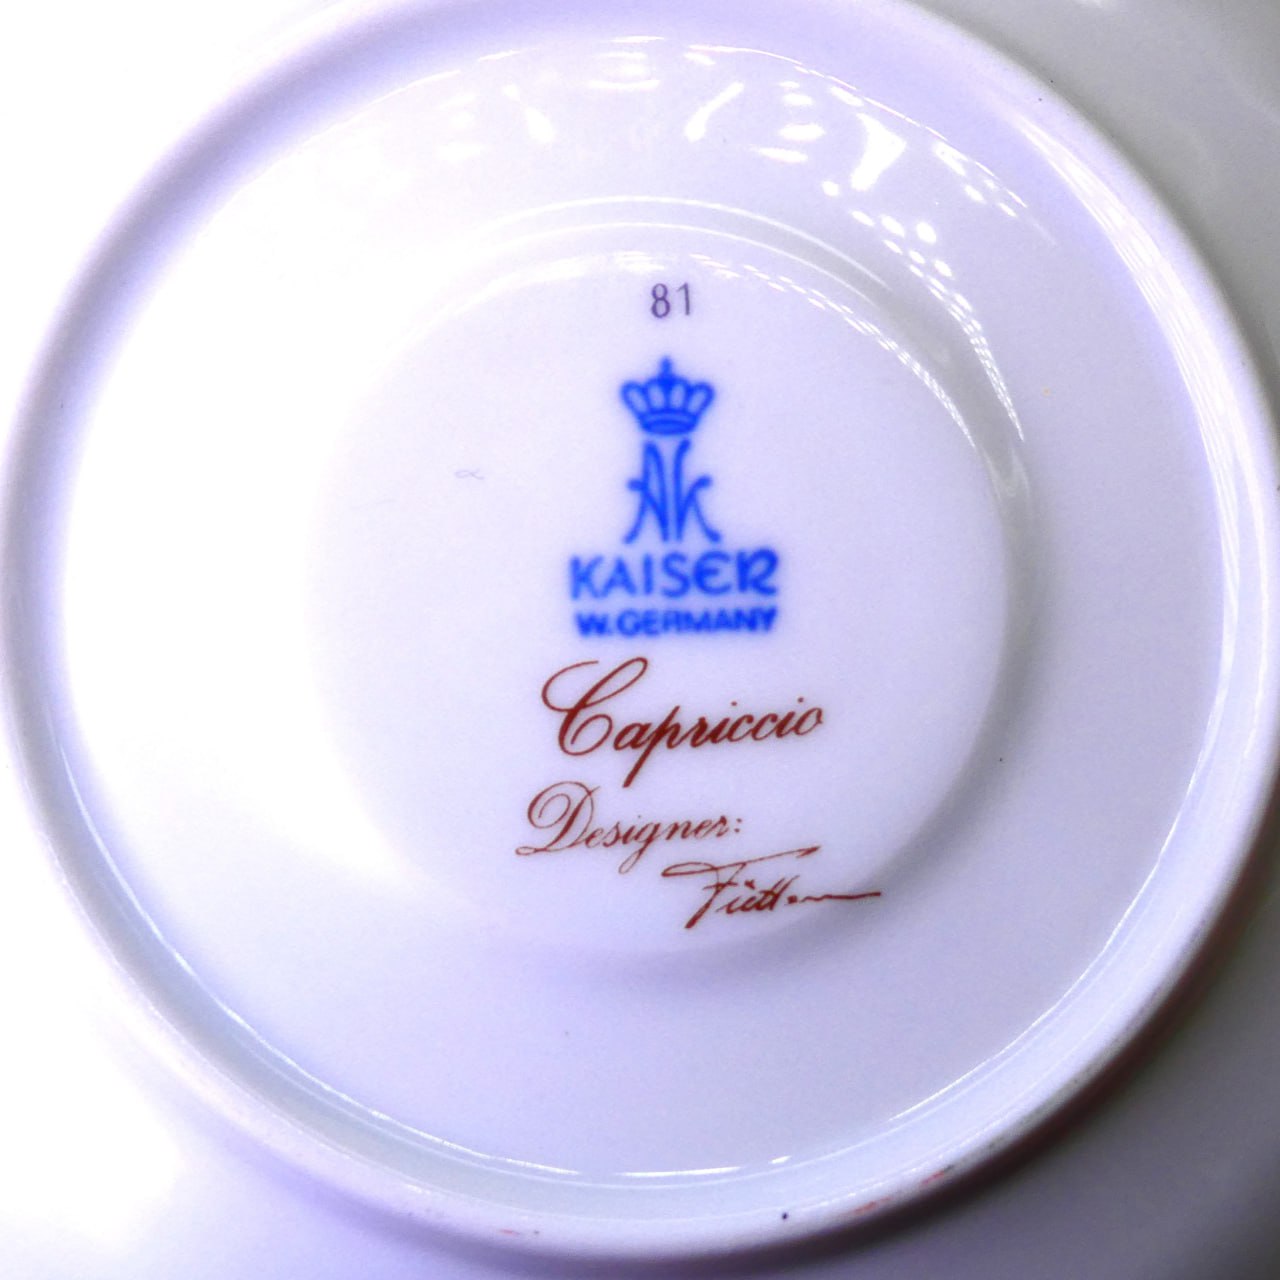 81
AK
KAISER
W. GERMANY
Capriccio
Designer: